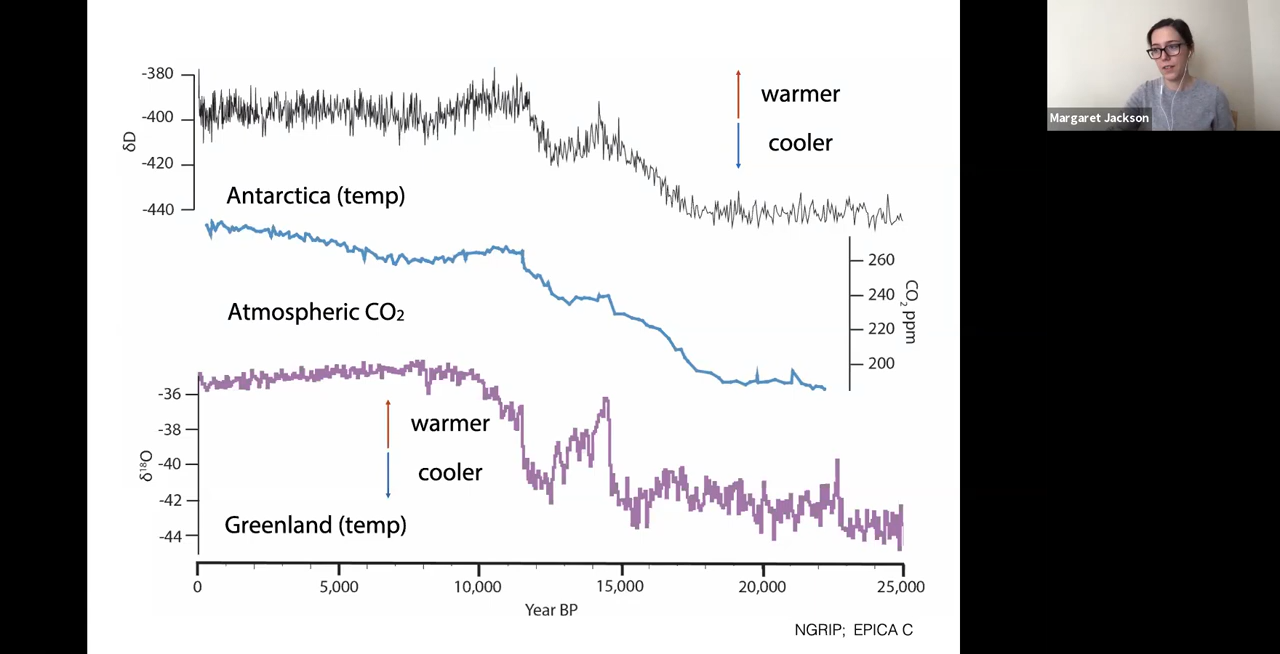 -380
-400
-420
-440
δD
warmer
cooler
Antarctica (temp)
260
240
220
200
CO2 ppm
Atmospheric CO2
-36
-38
-40
-42
-44
δ18O
warmer
cooler
Greenland (temp)
0
5,000
10,000
15,000
20,000
25,000
Year BP
NGRIP; EPICA C
Margaret Jackson